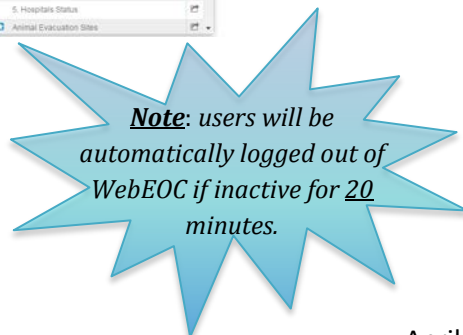 5. Hospitals Status
Animal Evacuation Sites
Note: users will be
automatically logged out of
WebEOC if inactive for 20
minutes.